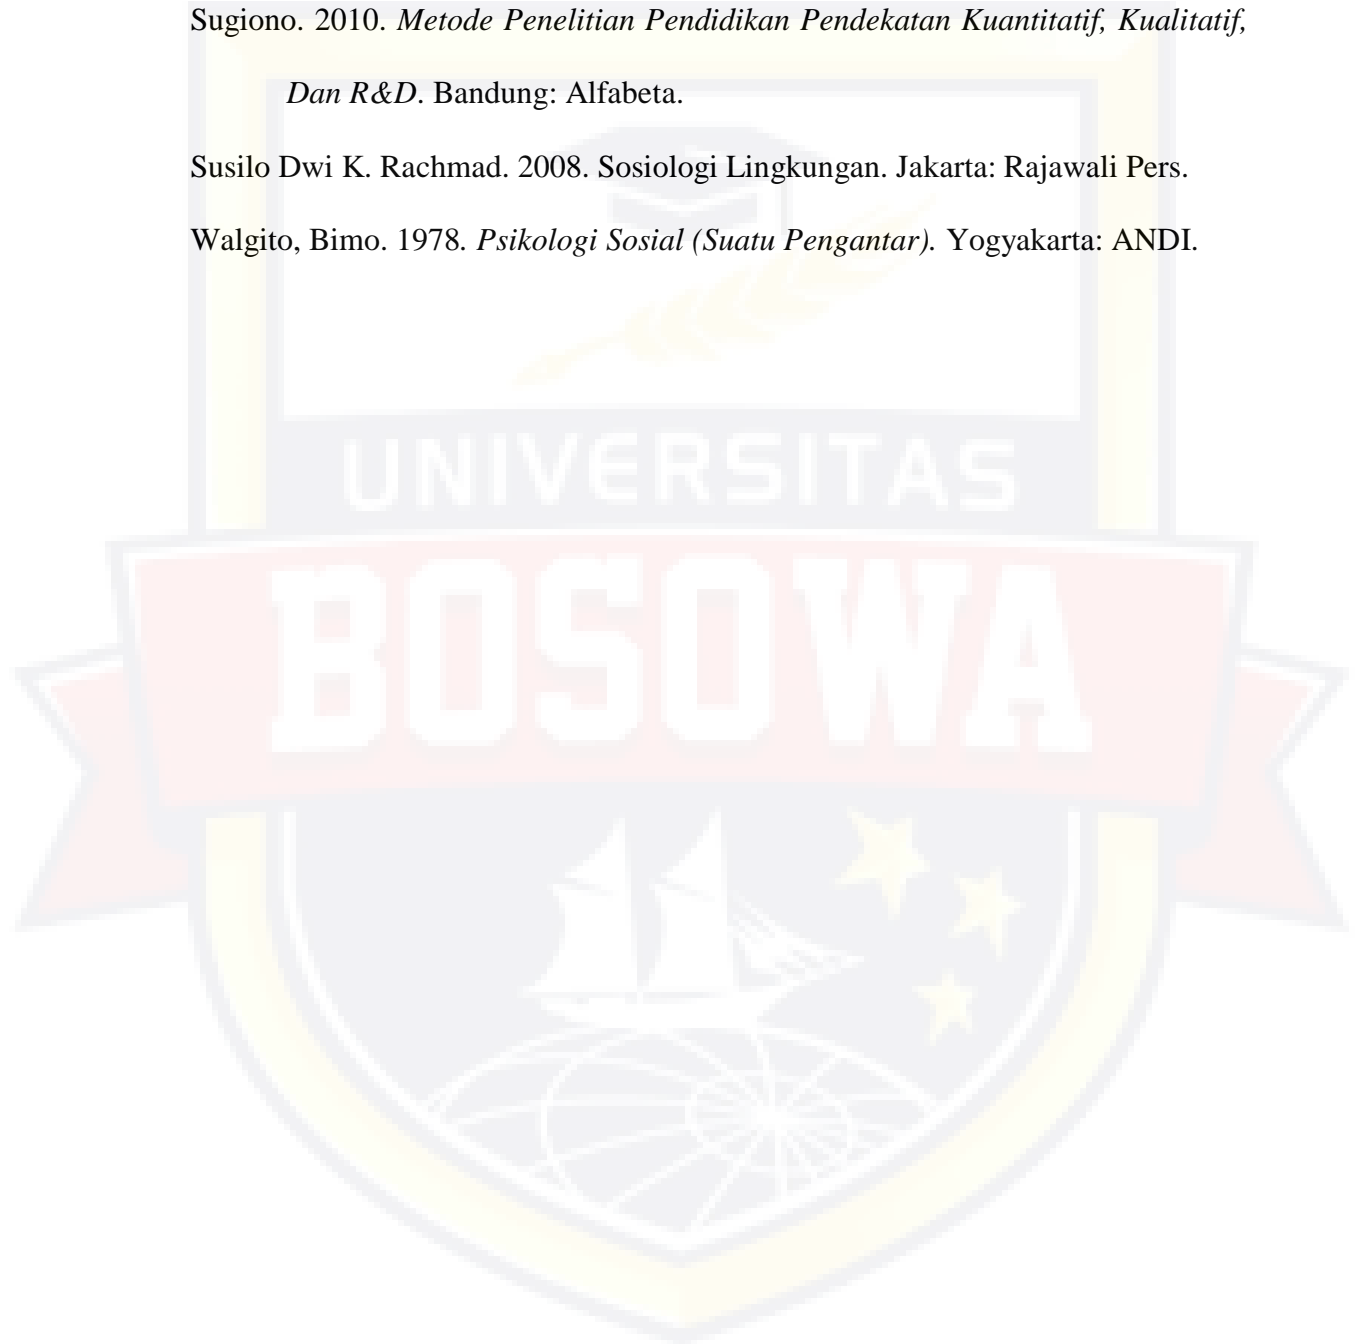 Sugiono. 2010. Metode Penelitian Pendidikan Pendekatan Kuantitatif, Kualitatif,
Dan R&D. Bandung: Alfabeta.
Susilo Dwi K. Rachmad. 2008. Sosiologi Lingkungan. Jakarta: Rajawali Pers.
Walgito, Bimo. 1978. Psikologi Sosial (Suatu Pengantar). Yogyakarta: ANDI.
UNIVERSITAS
BOSOWA